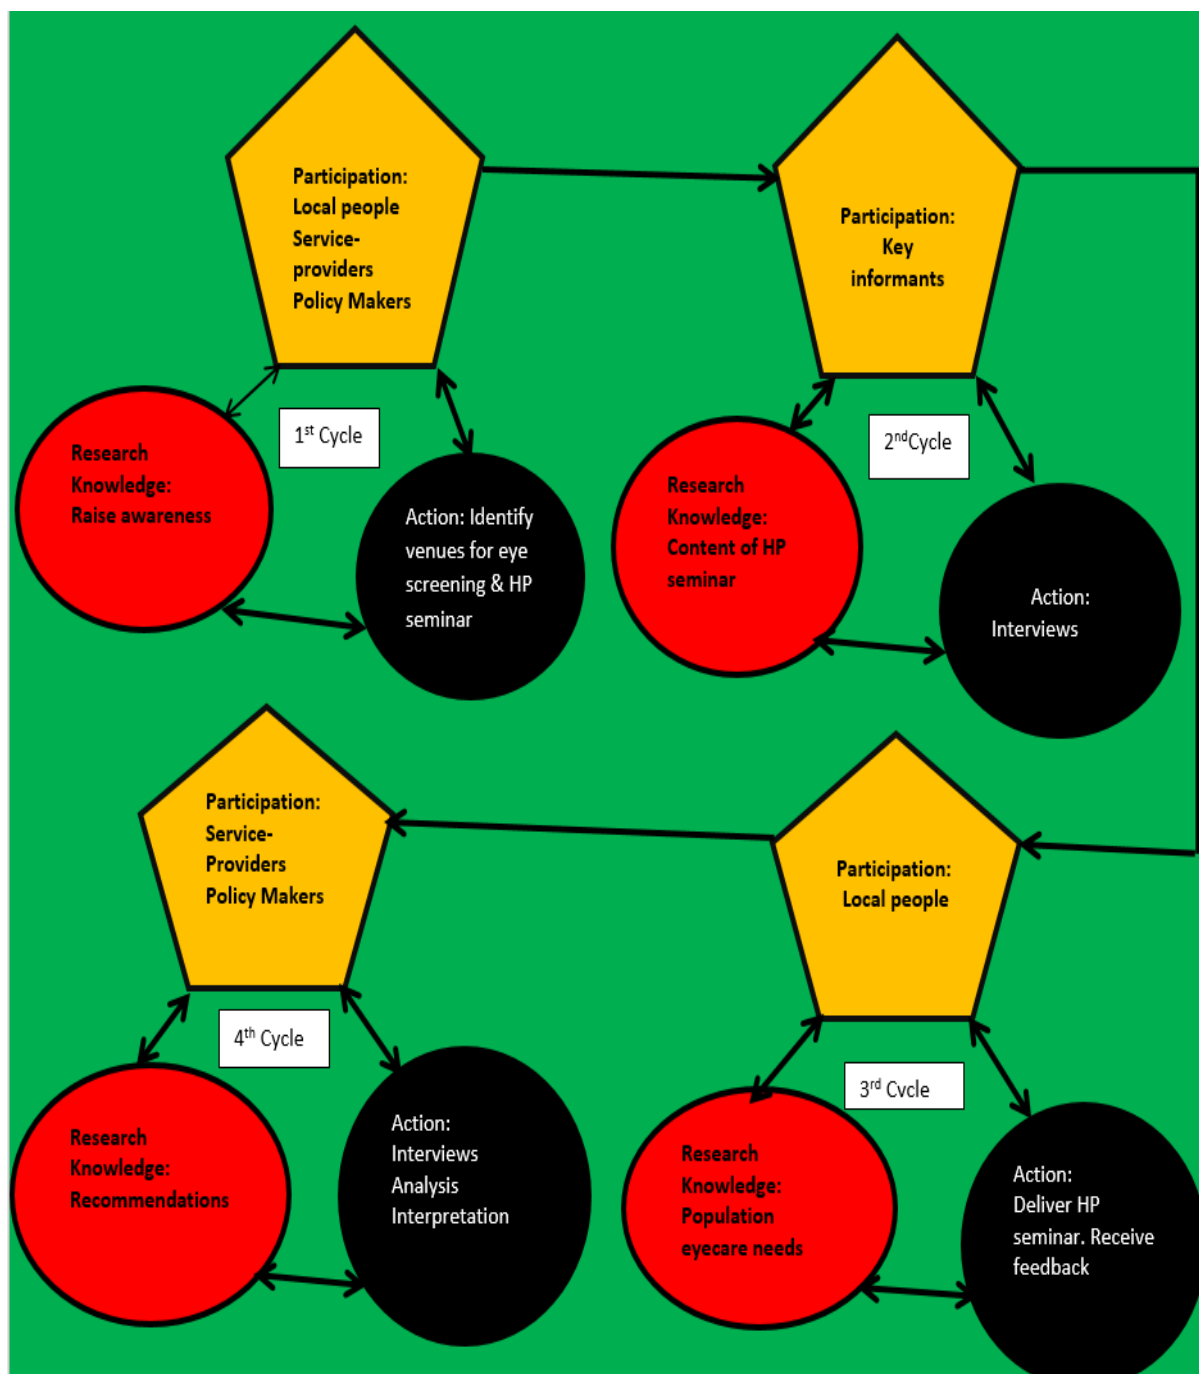 Participation:
Local people
Service-
providers
Policy Makers
1st Cycle
Research
Knowledge:
Raise awareness
Action: Identify
venues for eye
screening & HP
seminar
Participation:
Key
informants
2ndCycle
Research
Knowledge:
Content of HP
seminar
Action:
Interviews
Participation:
Service-
Providers
Policy Makers
4th Cycle
Research
Knowledge:
Recommendations
Action:
Interviews
Analysis
Interpretation
Participation:
Local people
3rd Cycle
Research
Knowledge:
Population
eyecare needs
Action:
Deliver HP
seminar. Receive
feedback